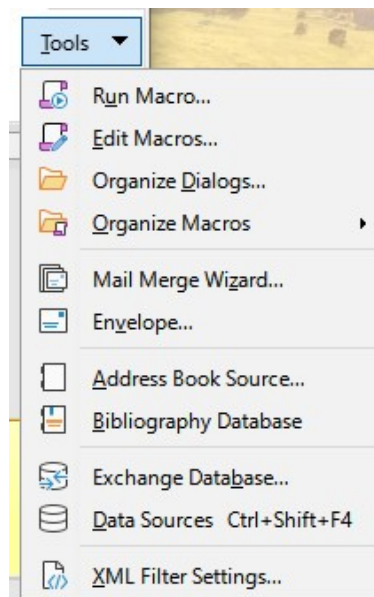 Tools
Run Macro...
Edit Macros...
Organize Dialogs...
Organize Macros
Mail Merge Wizard...
Envelope...
Address Book Source...
Bibliography Database
Exchange Database...
Data Sources Ctrl+Shift+F4
XML Filter Settings...